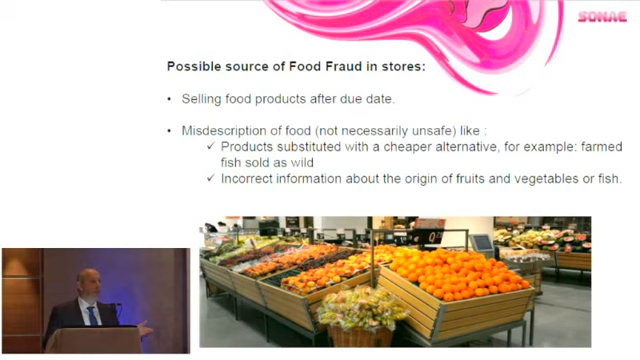 SONAE
Possible source of Food Fraud in stores:
• Selling food products after due date.
• Misdescription of food (not necessarily unsafe) like :
✓ Products substituted with a cheaper alternative, for example: farmed
fish sold as wild
✓ Incorrect information about the origin of fruits and vegetables or fish.